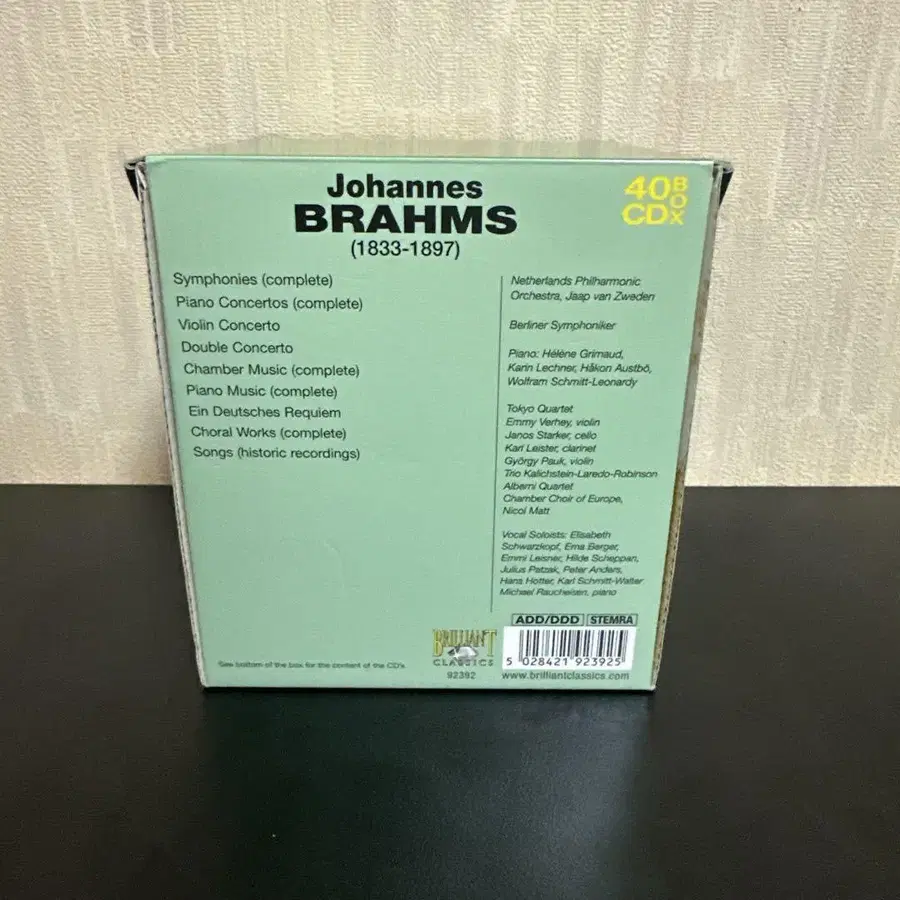 Johannes
BRAHMS
(1833-1897)
40 BOX
CD
Symphonies (complete)
Piano Concertos (complete)
Violin Concerto
Double Concerto
Chamber Music (complete)
Piano Music (complete)
Ein Deutsches Requiem
Choral Works (complete)
Songs (historic recordings)
Netherlands Philharmonic
Orchestra, Jaap van Zweden
Berliner Symphoniker
Piano: Hélène Grimaud,
Karin Lechner, Håkon Austbö,
Wolfram Schmitt-Leonardy
Tokyo Quartet
Emmy Verhey, violin
Janos Starker, cello
Karl Leister, clarinet
György Pauk, violin
Trio Kalichstein-Laredo-Robinson
Alberni Quartet
Chamber Choir of Europe,
Nicol Matt
Vocal Soloists: Elisabeth
Schwarzkopf, Erna Berger,
Emmi Leisner, Hilde Scheppan,
Julius Patzak, Peter Anders,
Hans Hotter, Karl Schmitt-Walter
Michael Raucheisen, piano
ADD/DDD STEMRA
BRILLIANT
CLASSICS
92392
5 028421 923925
www.brilliantclassics.com
See bottom of the box for the content of the CD's